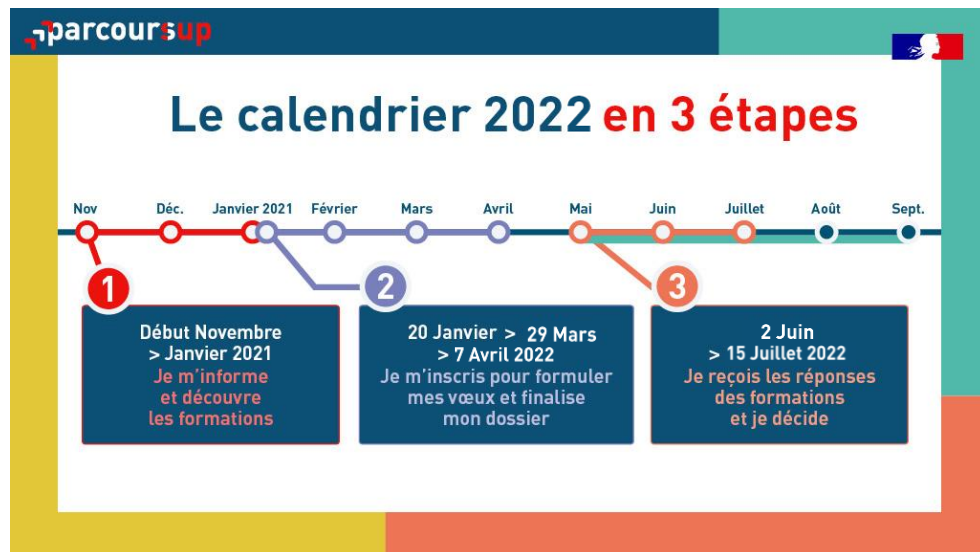 parcoursup
Le calendrier 2022 en 3 étapes
Nov Déc. Janvier 2021 Février Mars Avril Mai Juin Juillet Août Sept.
1
2
3
Début Novembre
> Janvier 2021
Je m'informe
et découvre
les formations
20 Janvier > 29 Mars
> 7 Avril 2022
Je m'inscris pour formuler
mes vœux et finalise
mon dossier
2 Juin
> 15 Juillet 2022
Je reçois les réponses
des formations
et je décide